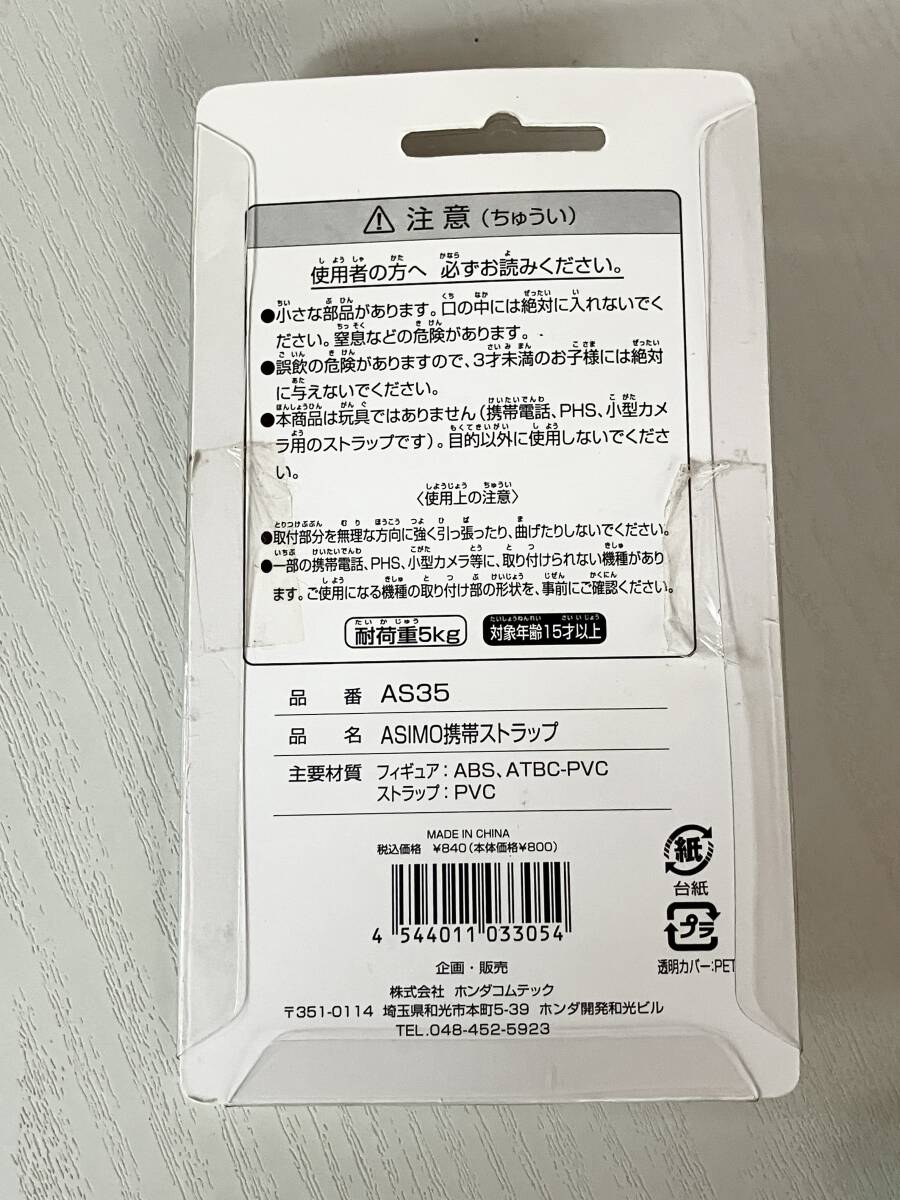 注意(ちゅうい)
使用者の方へ 必ずお読みください。
●小さな部品があります。口の中には絶対に入れないでく
ださい。窒息などの危険があります。
●誤飲の危険がありますので、3才未満のお子様には絶対
に与えないでください。
●本商品は玩具ではありません(携帯電話、PHS、小型カメ
ラ用のストラップです)。目的以外に使用しないでくださ
い。
〈使用上の注意〉
●取付部分を無理な方向に強く引っ張ったり、曲げたりしないでください。
●一部の携帯電話、PHS、小型カメラ等に、取り付けられない機種があり
ます。ご使用になる機種の取り付け部の形状を、事前にご確認ください。
耐荷重5kg 対象年齢15才以上
品番 AS35
品名 ASIMO携帯ストラップ
主要材質 フィギュア:ABS、ATBC-PVC
ストラップ:PVC
MADE IN CHINA
税込価格 ¥840(本体価格¥800)
4 544011 033054
紙
台紙
プラ
透明カバー:PET
企画・販売
株式会社 ホンダコムテック
〒351-0114 埼玉県和光市本町5-39 ホンダ開発和光ビル
TEL.048-452-5923